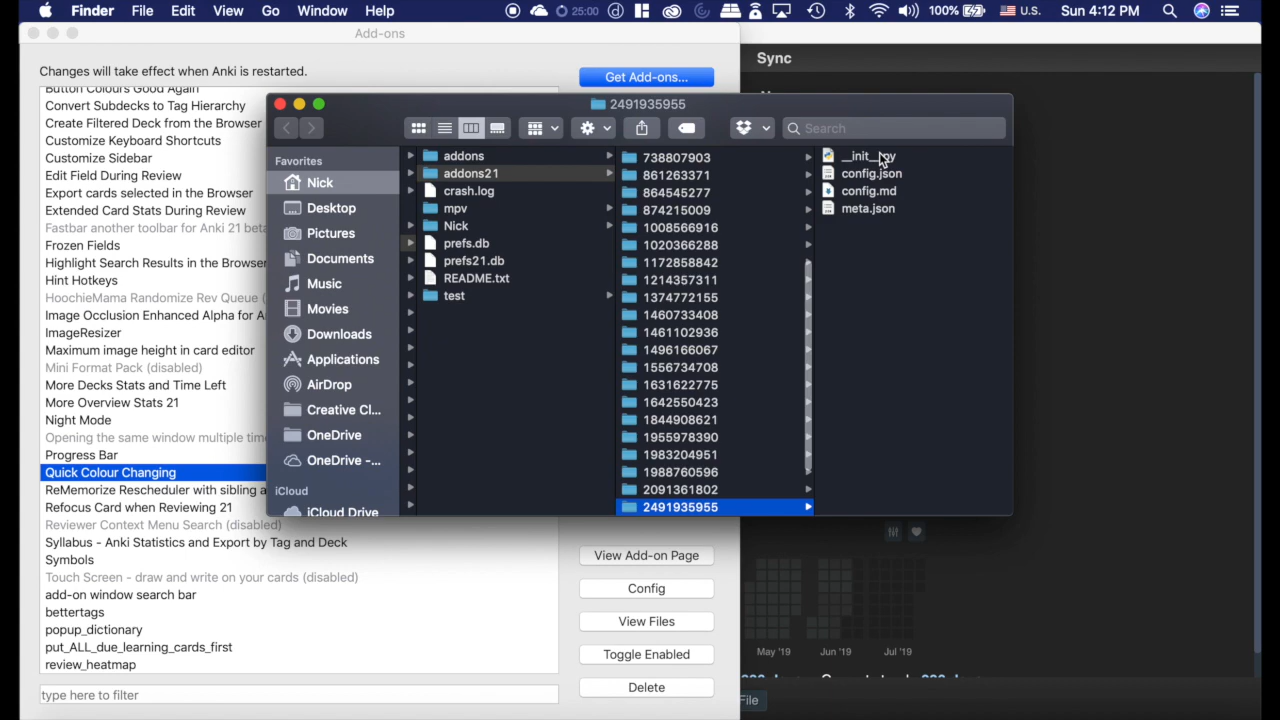 Finder File Edit View Go Window Help 25:00 100% U.S. Sun 4:12 PM
Add-ons
Sync
Changes will take effect when Anki is restarted.
Get Add-ons...
Button Colours Good Again
Convert Subdecks to Tag Hierarchy
Create Filtered Deck from the Browser
Customize Keyboard Shortcuts
Customize Sidebar
Edit Field During Review
Export cards selected in the Browser
Extended Card Stats During Review
Fastbar another toolbar for Anki 21 beta
Frozen Fields
Highlight Search Results in the Browser
Hint Hotkeys
HoochieMama Randomize Rev Queue (
Image Occlusion Enhanced Alpha for A
ImageResizer
Maximum image height in card editor
Mini Format Pack (disabled)
More Decks Stats and Time Left
More Overview Stats 21
Night Mode
Opening the same window multiple time
Progress Bar
Quick Colour Changing
ReMemorize Rescheduler with sibling a
Refocus Card when Reviewing 21
Reviewer Context Menu Search (disabled)
Syllabus - Anki Statistics and Export by Tag and Deck
Symbols
Touch Screen - draw and write on your cards (disabled)
add-on window search bar
bettertags
popup_dictionary
put_ALL_due_learning_cards_first
review_heatmap
type here to filter
2491935955
Search
Favorites
Nick
Desktop
Pictures
Documents
Music
Movies
Downloads
Applications
AirDrop
Creative Cl...
OneDrive
OneDrive -...
iCloud
iCloud Drive
addons
addons21
crash.log
mpv
Nick
prefs.db
prefs21.db
README.txt
test
738807903
861263371
864545277
874215009
1008566916
1020366288
1172858842
1214357311
1374772155
1460733408
1461102936
1496166067
1556734708
1631622775
1642550423
1844908621
1955978390
1983204951
1988760596
2091361802
2491935955
__init__.py
config.json
config.md
meta.json
View Add-on Page
Config
View Files
Toggle Enabled
Delete
May '19 Jun '19 Jul '19
File